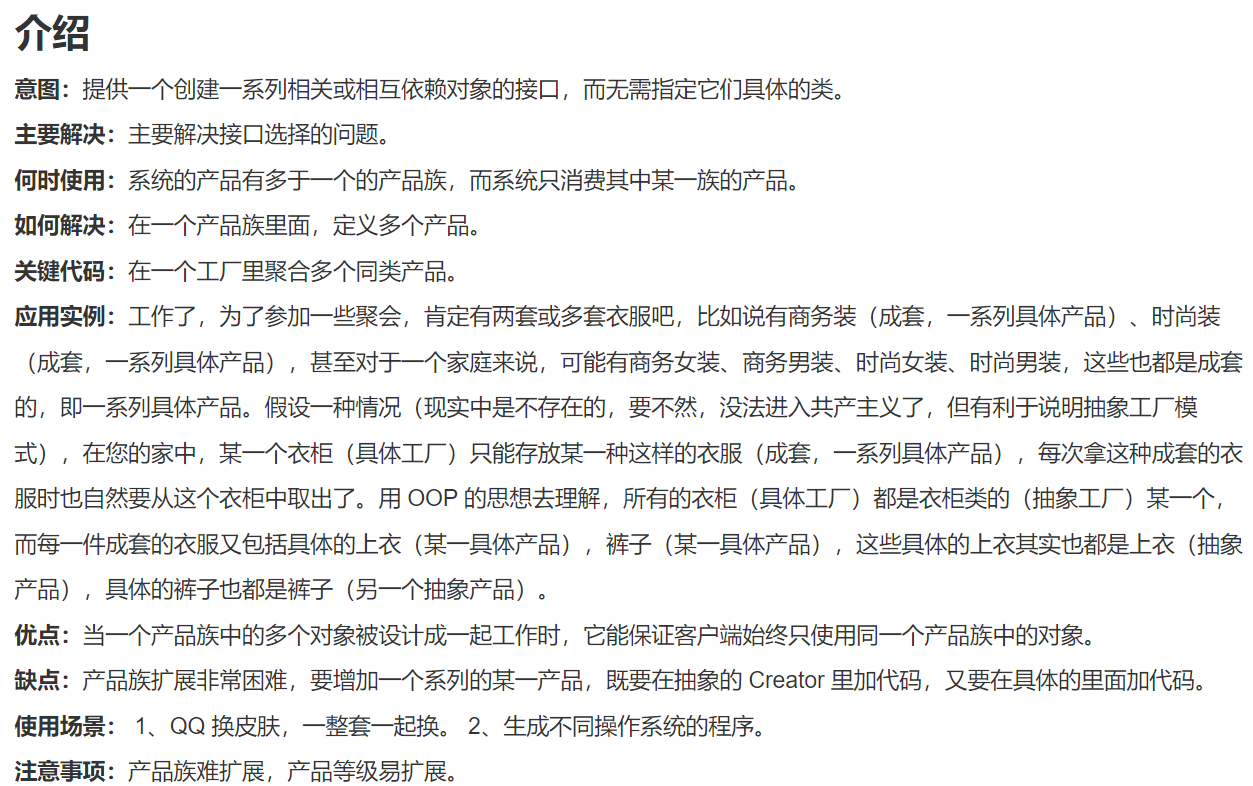 介绍
意图：提供一个创建一系列相关或相互依赖对象的接口，而无需指定它们具体的类。
主要解决：主要解决接口选择的问题。
何时使用：系统的产品有多于一个的产品族，而系统只消费其中某一族的产品。
如何解决：在一个产品族里面，定义多个产品。
关键代码：在一个工厂里聚合多个同类产品。
应用实例：工作了，为了参加一些聚会，肯定有两套或多套衣服吧，比如说有商务装（成套，一系列具体产品）、时尚装
（成套，一系列具体产品），甚至对于一个家庭来说，可能有商务女装、商务男装、时尚女装、时尚男装，这些也都是成套
的，即一系列具体产品。假设一种情况（现实中是不存在的，要不然，没法进入共产主义了，但有利于说明抽象工厂模
式），在您的家中，某一个衣柜（具体工厂）只能存放某一种这样的衣服（成套，一系列具体产品），每次拿这种成套的衣
服时也自然要从这个衣柜中取出了。用 OOP 的思想去理解，所有的衣柜（具体工厂）都是衣柜类的（抽象工厂）某一个，
而每一件成套的衣服又包括具体的上衣（某一具体产品），裤子（某一具体产品），这些具体的上衣其实也都是上衣（抽象
产品），具体的裤子也都是裤子（另一个抽象产品）。
优点：当一个产品族中的多个对象被设计成一起工作时，它能保证客户端始终只使用同一个产品族中的对象。
缺点：产品族扩展非常困难，要增加一个系列的某一产品，既要在抽象的 Creator 里加代码，又要在具体的里面加代码。
使用场景： 1、QQ 换皮肤，一整套一起换。 2、生成不同操作系统的程序。
注意事项：产品族难扩展，产品等级易扩展。